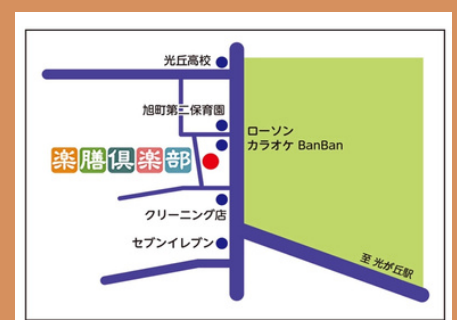 光丘高校
旭町第二保育園
ローソン
カラオケ BanBan
楽膳倶楽部
クリーニング店
セブンイレブン
至 光が丘駅